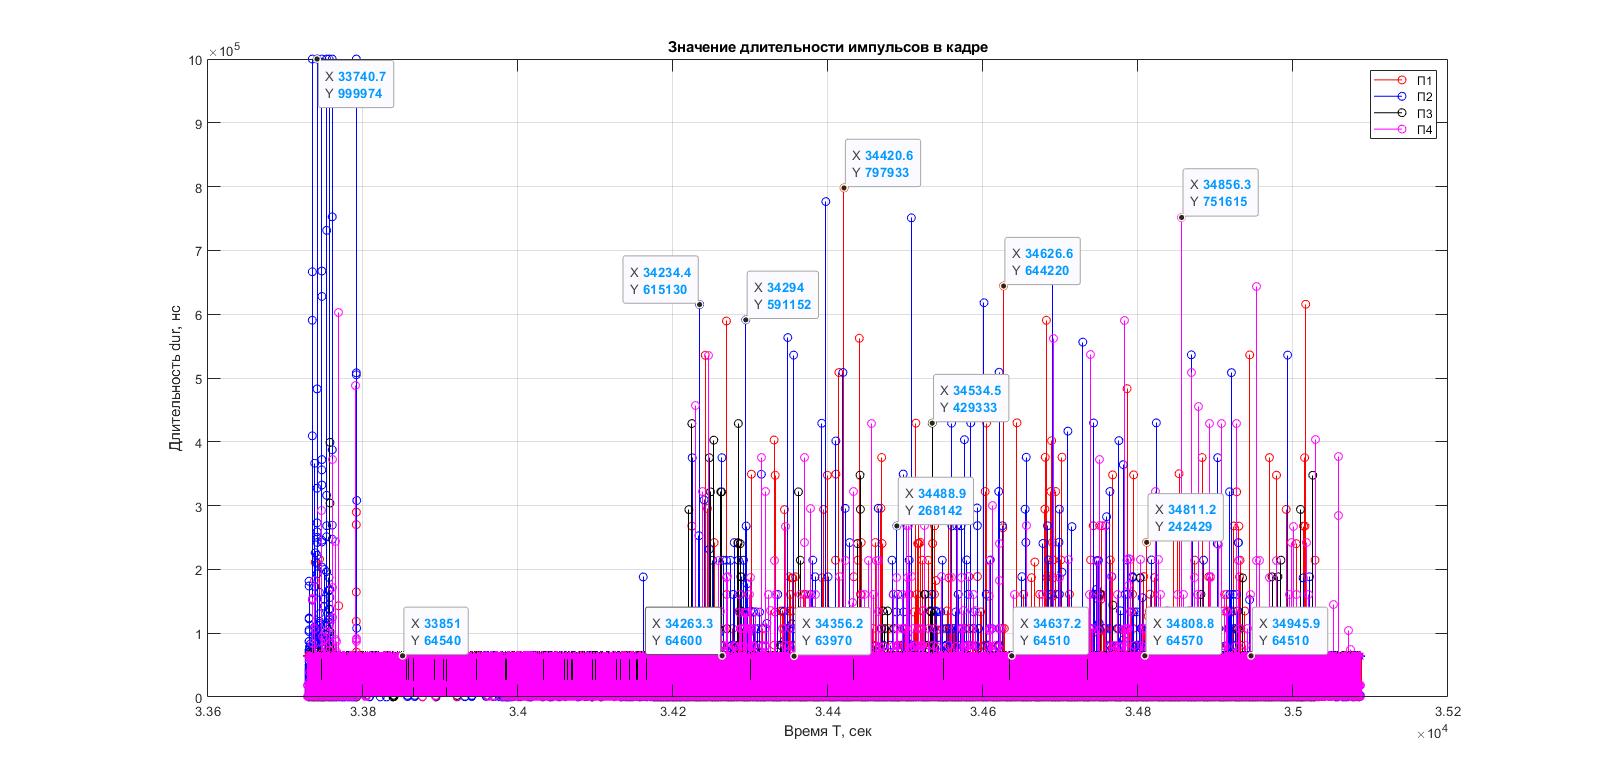 Значение длительности импульсов в кадре
×10⁵
10
9
8
7
6
5
4
3
2
1
0
Длительность dur, нс
3.36
3.38
3.4
3.42
3.44
3.46
3.48
3.5
3.52
×10⁴
Время T, сек
П1
П2
П3
П4
X 33740.7
Y 999974
X 34420.6
Y 797933
X 34856.3
Y 751615
X 34626.6
Y 644220
X 34234.4
Y 615130
X 34294
Y 591152
X 34534.5
Y 429333
X 34488.9
Y 268142
X 34811.2
Y 242429
X 33851
Y 64540
X 34263.3
Y 64600
X 34356.2
Y 63970
X 34637.2
Y 64510
X 34808.8
Y 64570
X 34945.9
Y 64510